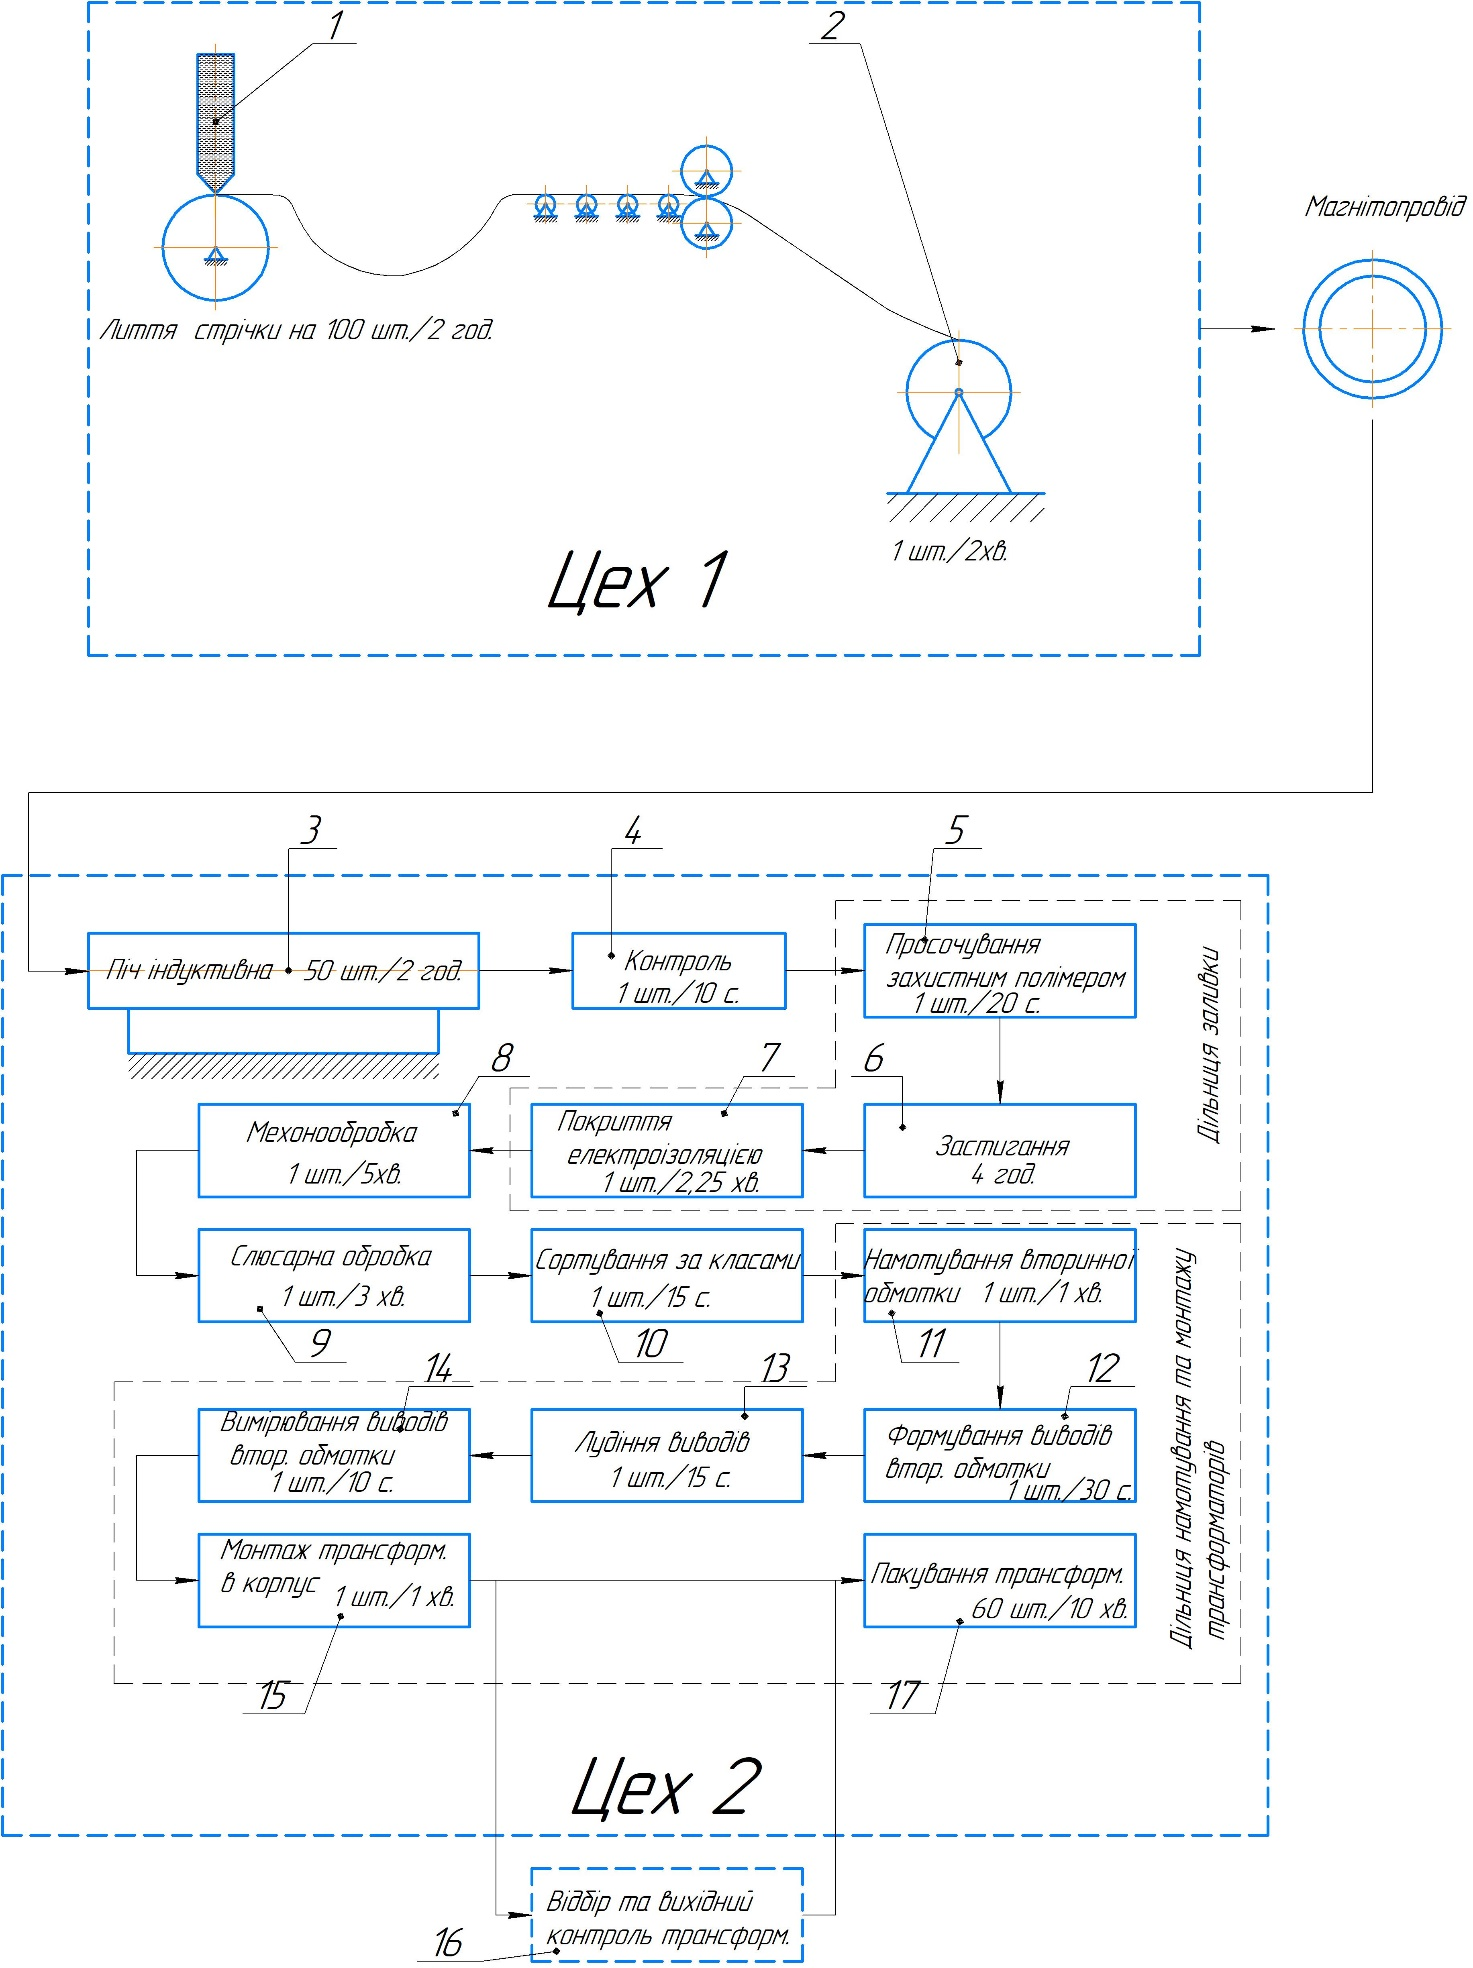 1
2
Магнітопровід
Лиття стрічки на 100 шт./2 год.
1 шт./2хв.
Цех 1
3
4
5
Піч індуктивна 50 шт./2 год.
Контроль
1 шт./10 с.
Просочування
захистним полімером
1 шт./20 с.
Дільниця заливки
8
7
6
Мехонообробка
1 шт./5хв.
Покриття
електроізоляцією
1 шт./2,25 хв.
Застигання
4 год.
Слюсарна обробка
1 шт./3 хв.
Сортування за класами
1 шт./15 с.
Намотування вторинної
обмотки 1 шт./1 хв.
9
10
11
Дільниця намотування та монтажу
трансформаторів
14
13
12
Вимірювання виводів
втор. обмотки
1 шт./10 с.
Лудіння виводів
1 шт./15 с.
Формування виводів
втор. обмотки
1 шт./30 с.
Монтаж трансформ.
в корпус
1 шт./1 хв.
Пакування трансформ.
60 шт./10 хв.
15
17
Цех 2
Відбір та вихідний
контроль трансформ.
16